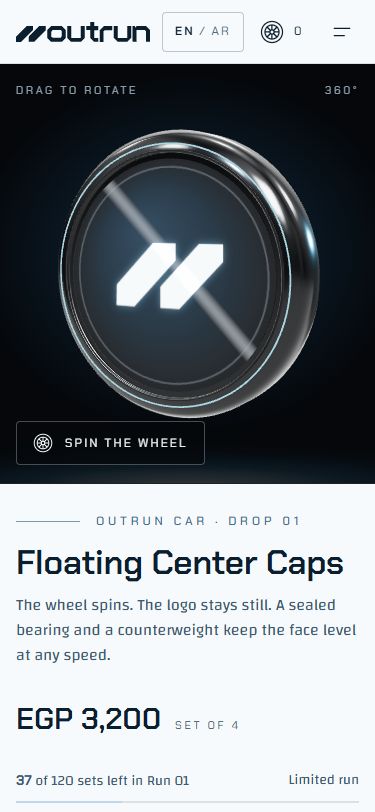 outrun
EN / AR
0
DRAG TO ROTATE
360°
SPIN THE WHEEL
OUTRUN CAR · DROP 01
Floating Center Caps
The wheel spins. The logo stays still. A sealed
bearing and a counterweight keep the face level
at any speed.
EGP 3,200 SET OF 4
37 of 120 sets left in Run 01
Limited run